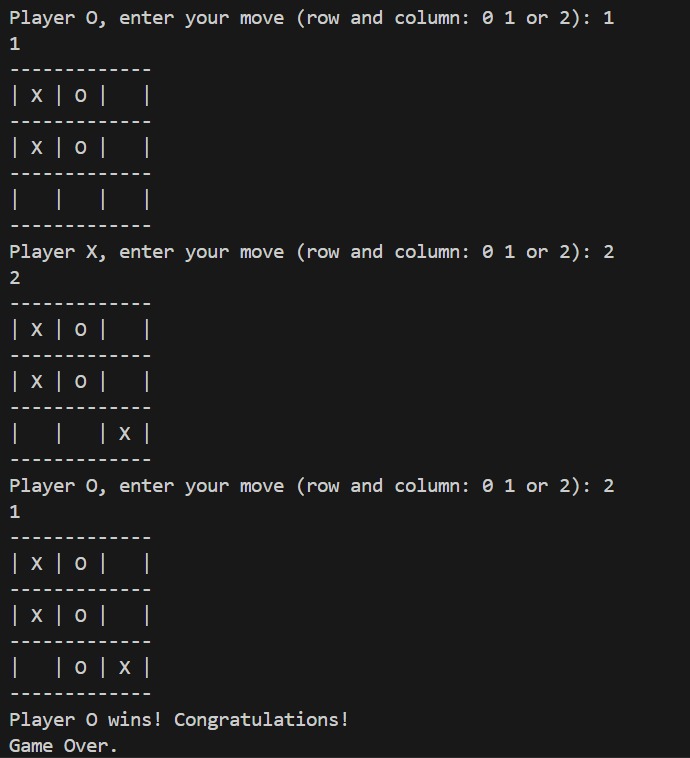 Player O, enter your move (row and column: 0 1 or 2): 1
1
-------------
| X | O |   |
-------------
| X | O |   |
-------------
|   |   |   |
-------------
Player X, enter your move (row and column: 0 1 or 2): 2
2
-------------
| X | O |   |
-------------
| X | O |   |
-------------
|   |   | X |
-------------
Player O, enter your move (row and column: 0 1 or 2): 2
1
-------------
| X | O |   |
-------------
| X | O |   |
-------------
|   | O | X |
-------------
Player O wins! Congratulations!
Game Over.